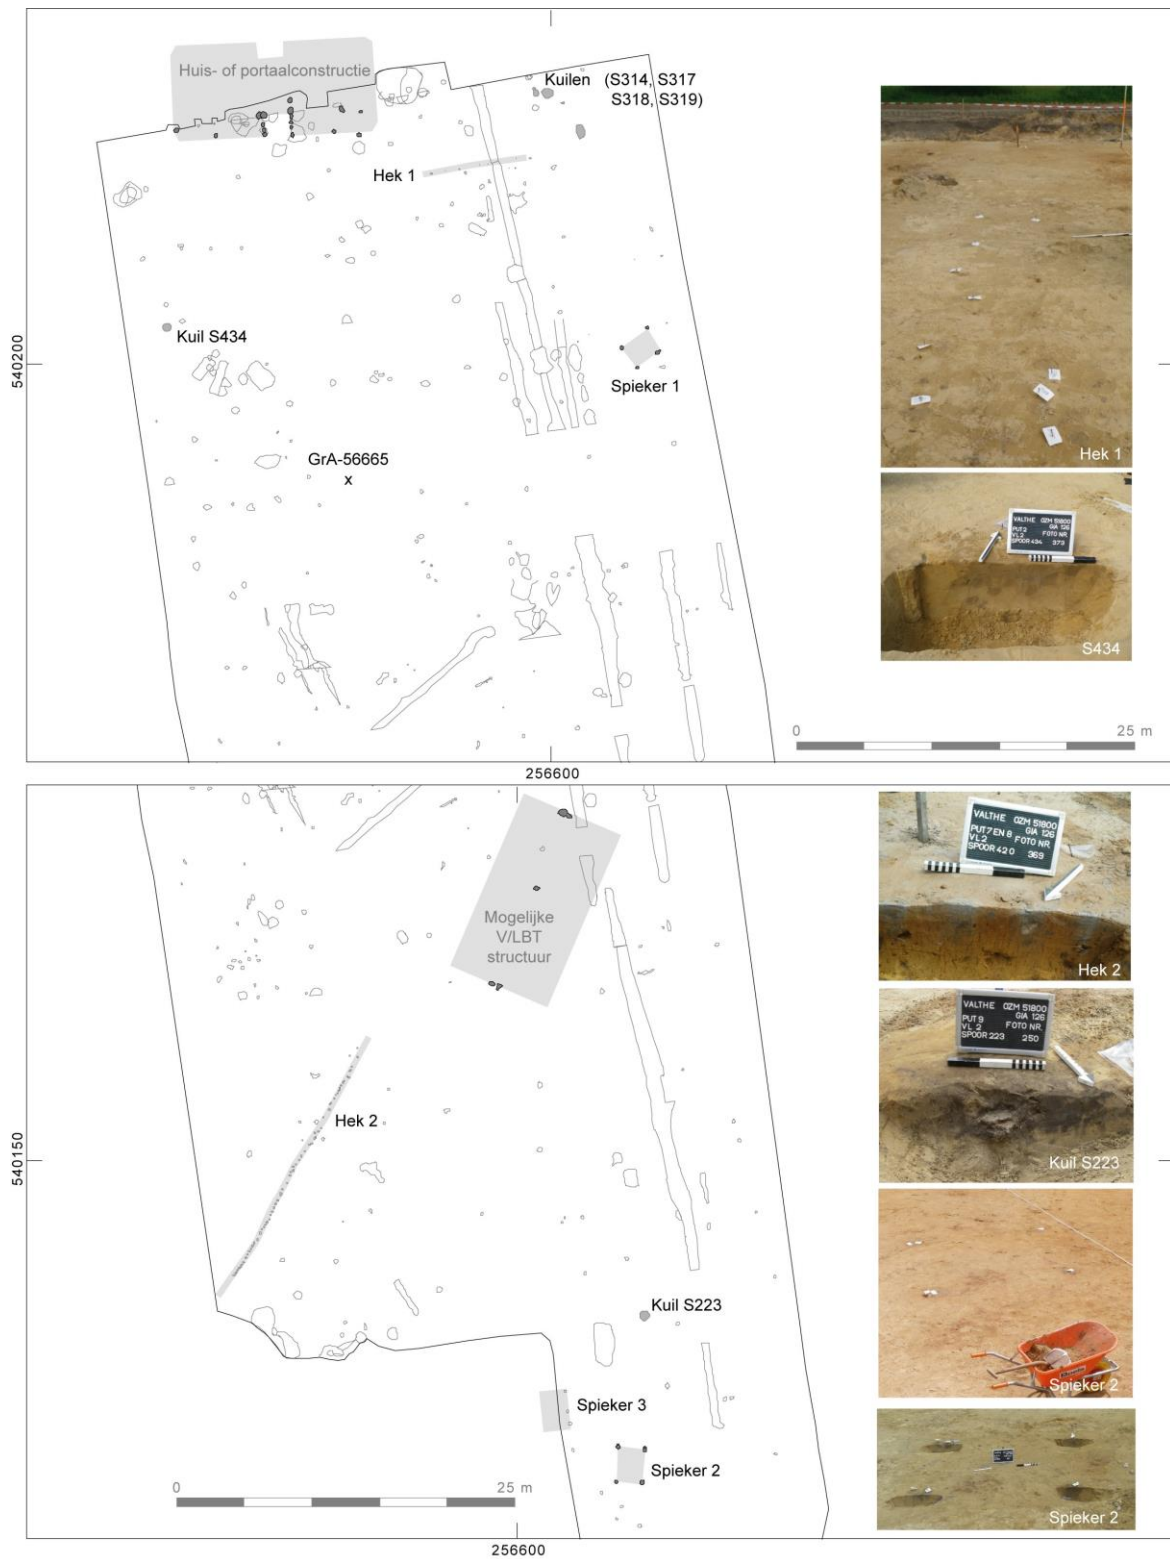 Huis- of portaalconstructie
Kuilen (S314, S317
S318, S319)
Hek 1
Kuil S434
540200
Spieker 1
GrA-56665
x
Hek 1
VALTHE OZM 51800
GIA 126
PUT 2 FOTO NR.
VL 2
SPOOR 434 373
S434
0 25 m
256600
Mogelijke
V/LBT
structuur
Hek 2
540150
Kuil S223
Spieker 3
Spieker 2
0 25 m
256600
VALTHE OZM 51800
GIA 126
PUT 7 EN 8 FOTO NR.
VL 2
SPOOR 420 369
Hek 2
VALTHE OZM 51800
GIA 126
PUT 9 FOTO NR.
VL 2
SPOOR 223 250
Kuil S223
Spieker 2
Spieker 2